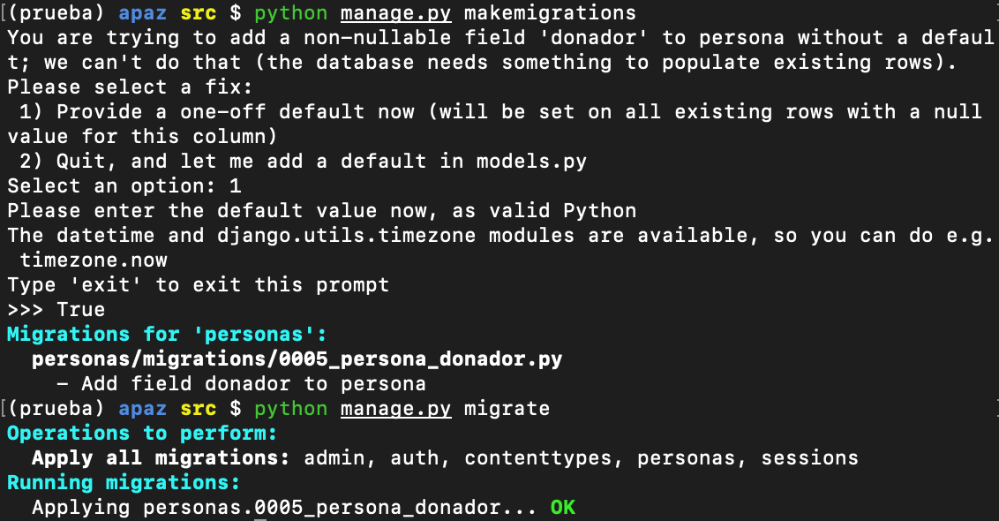 [(prueba) apaz src $ python manage.py makemigrations
You are trying to add a non-nullable field 'donador' to persona without a defaul
t; we can't do that (the database needs something to populate existing rows).
Please select a fix:
 1) Provide a one-off default now (will be set on all existing rows with a null
value for this column)
 2) Quit, and let me add a default in models.py
Select an option: 1
Please enter the default value now, as valid Python
The datetime and django.utils.timezone modules are available, so you can do e.g.
 timezone.now
Type 'exit' to exit this prompt
>>> True
Migrations for 'personas':
  personas/migrations/0005_persona_donador.py
    – Add field donador to persona
[(prueba) apaz src $ python manage.py migrate
Operations to perform:
  Apply all migrations: admin, auth, contenttypes, personas, sessions
Running migrations:
  Applying personas.0005_persona_donador... OK